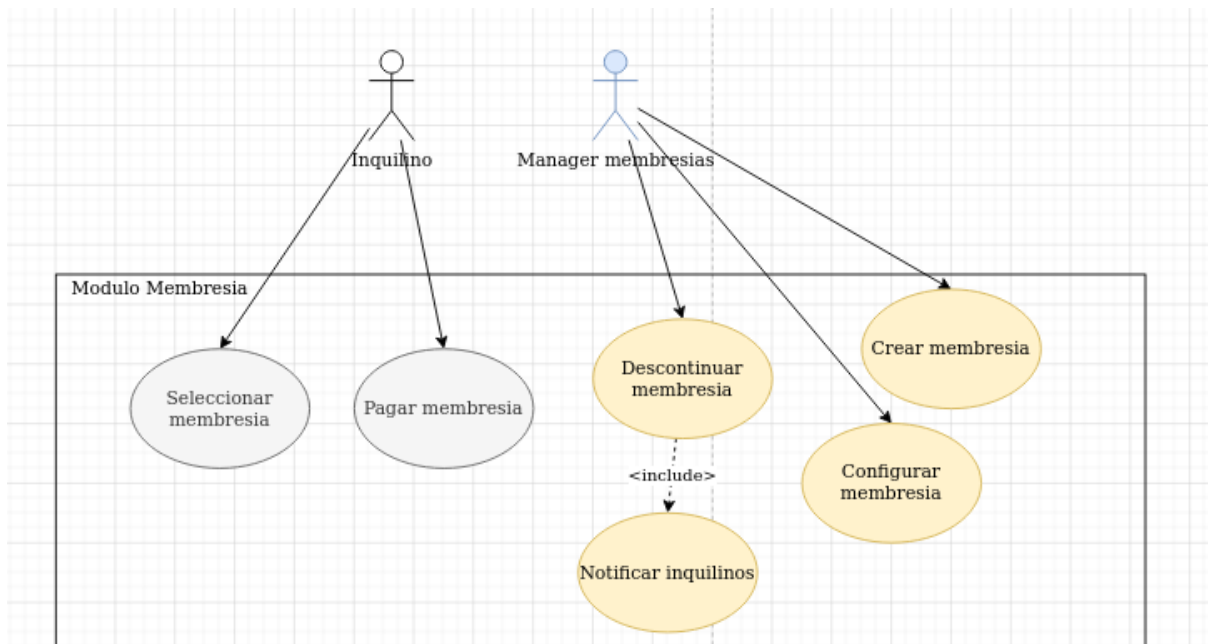 Inquilino
Manager membresias
Modulo Membresia
Seleccionar
membresia
Pagar membresia
Descontinuar
membresia
Crear membresia
<include>
Configurar
membresia
Notificar inquilinos